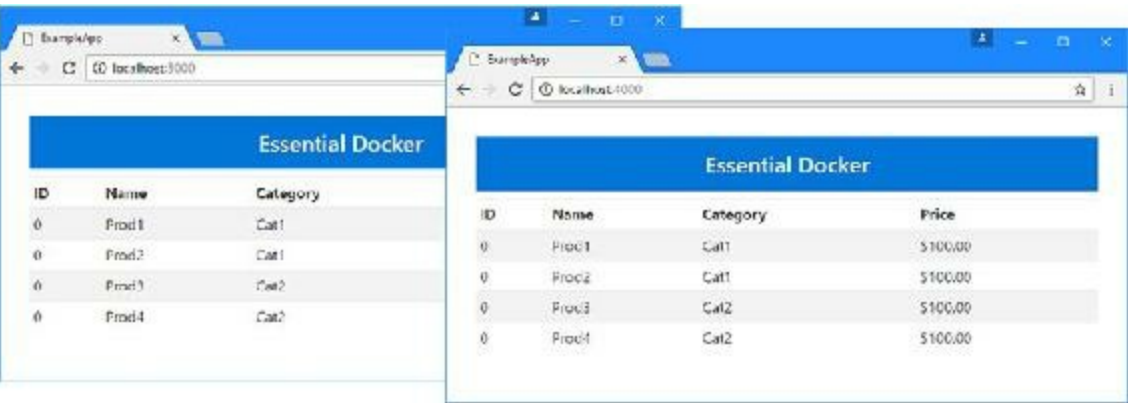 ExampleApp
localhost:3000
Essential Docker
ID Name Category
0 Prod1 Cat1
0 Prod2 Cat1
0 Prod3 Cat2
0 Prod4 Cat2
ExampleApp
localhost:4000
Essential Docker
ID Name Category Price
0 Prod1 Cat1 $100.00
0 Prod2 Cat1 $100.00
0 Prod3 Cat2 $100.00
0 Prod4 Cat2 $100.00